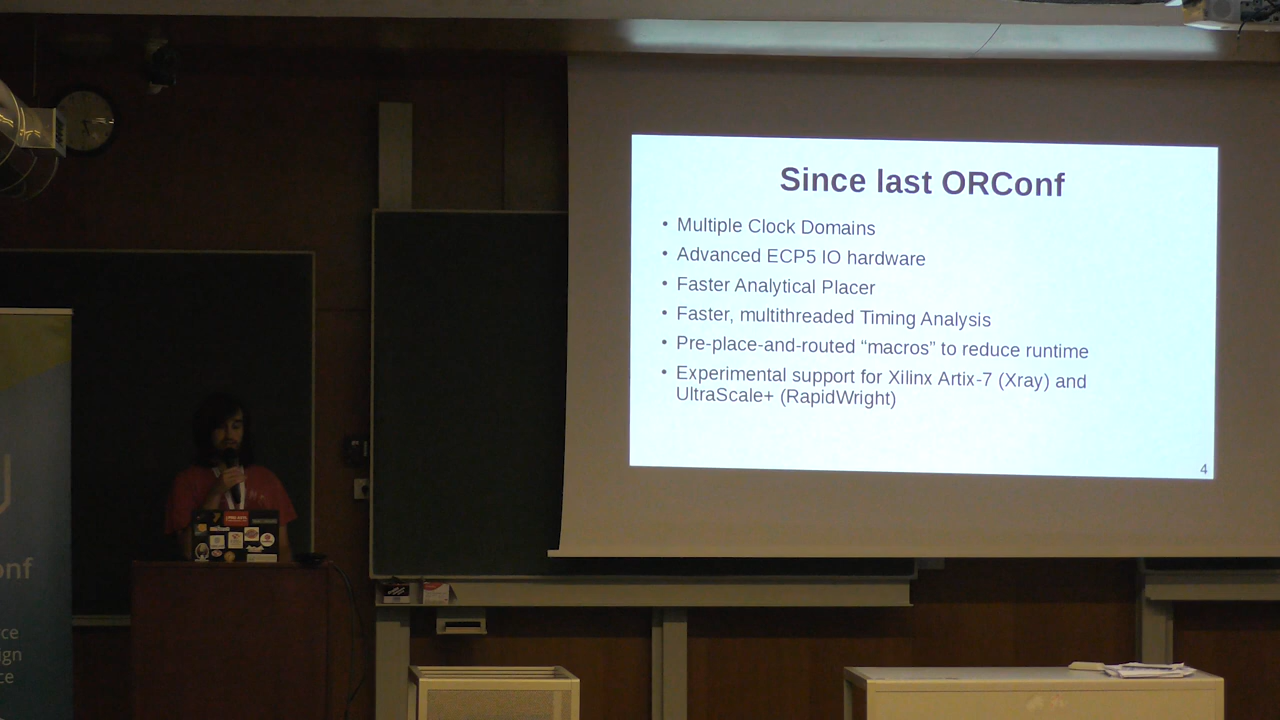 Since last ORConf
• Multiple Clock Domains
• Advanced ECP5 IO hardware
• Faster Analytical Placer
• Faster, multithreaded Timing Analysis
• Pre-place-and-routed “macros” to reduce runtime
• Experimental support for Xilinx Artix-7 (Xray) and
UltraScale+ (RapidWright)
4
onf
ce
ign
ce